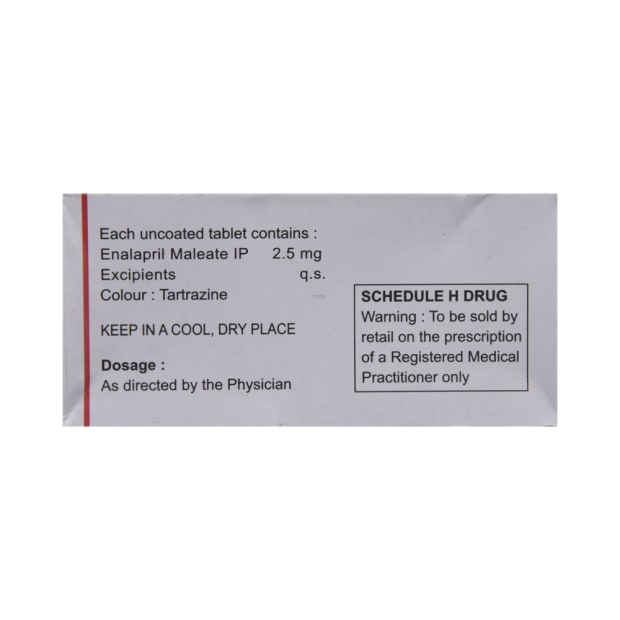 Each uncoated tablet contains :
Enalapril Maleate IP 2.5 mg
Excipients q.s.
Colour : Tartrazine
KEEP IN A COOL, DRY PLACE
Dosage :
As directed by the Physician
SCHEDULE H DRUG
Warning : To be sold by
retail on the prescription
of a Registered Medical
Practitioner only